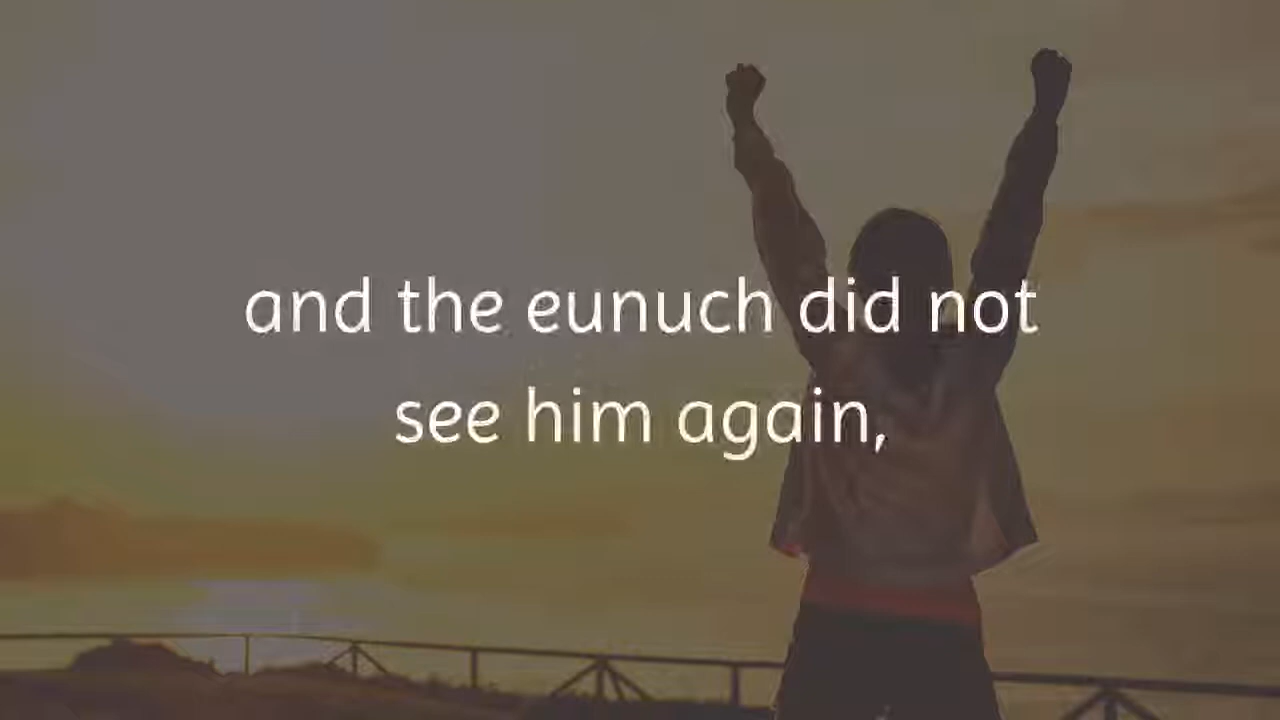 and the eunuch did not
see him again,